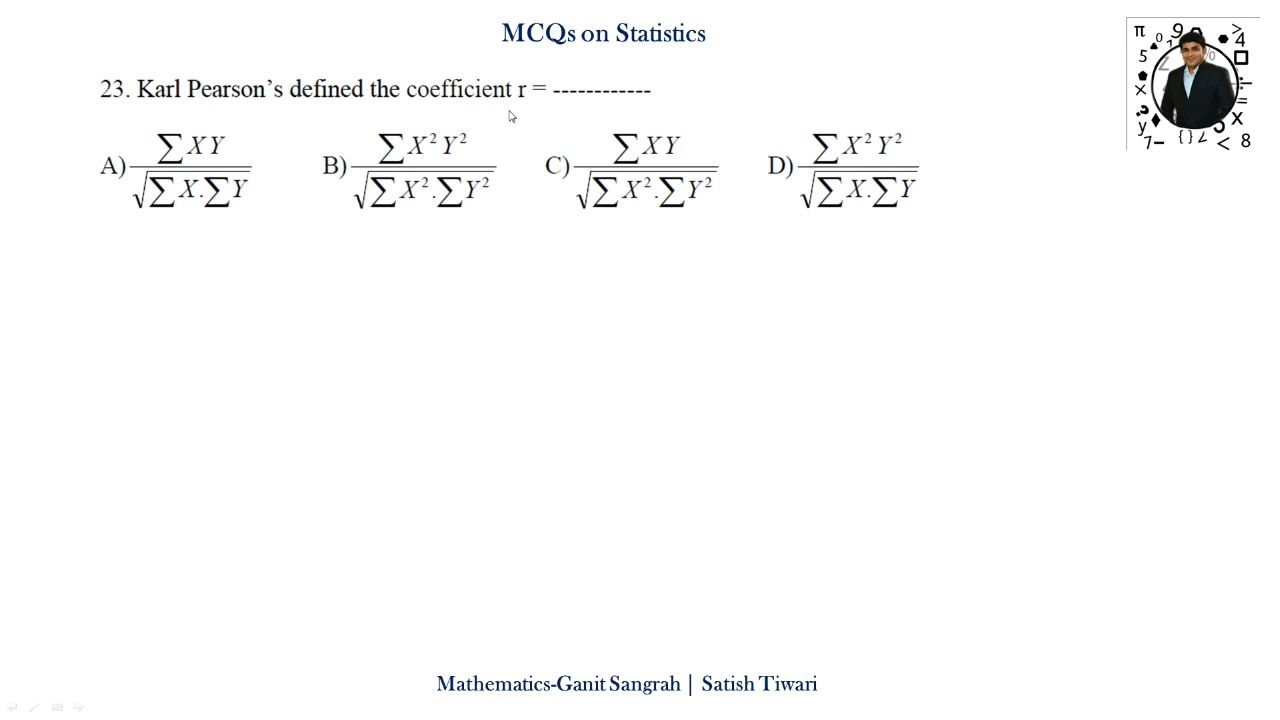 MCQs on Statistics
23. Karl Pearson's defined the coefficient r = ------------
A) ∑XY / √∑X.∑Y B) ∑X²Y² / √∑X².∑Y² C) ∑XY / √∑X².∑Y² D) ∑X²Y² / √∑X.∑Y
Mathematics-Ganit Sangrah | Satish Tiwari